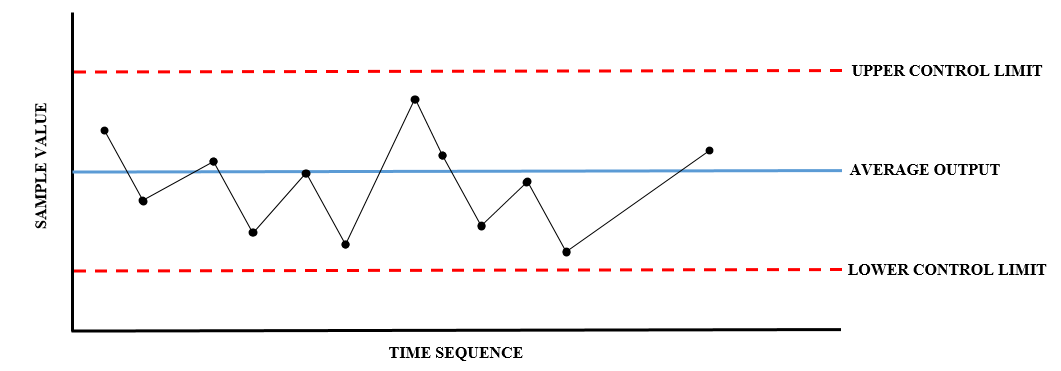 UPPER CONTROL LIMIT
SAMPLE VALUE
AVERAGE OUTPUT
LOWER CONTROL LIMIT
TIME SEQUENCE